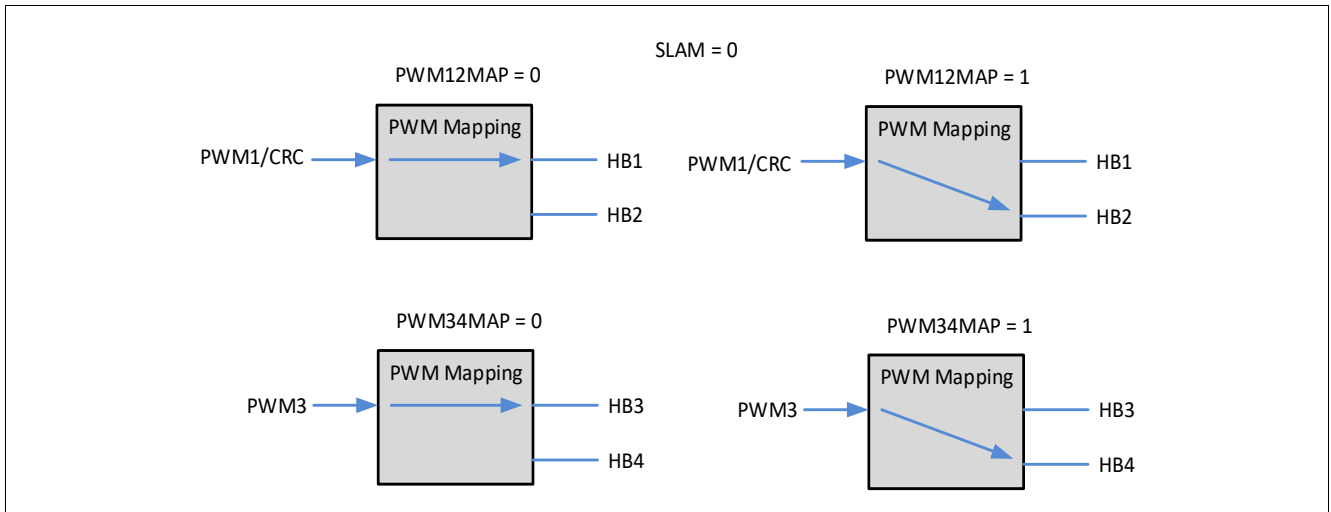 SLAM = 0
PWM12MAP = 0
PWM Mapping
PWM1/CRC
HB1
HB2
PWM12MAP = 1
PWM Mapping
PWM1/CRC
HB1
HB2
PWM34MAP = 0
PWM Mapping
PWM3
HB3
HB4
PWM34MAP = 1
PWM Mapping
PWM3
HB3
HB4